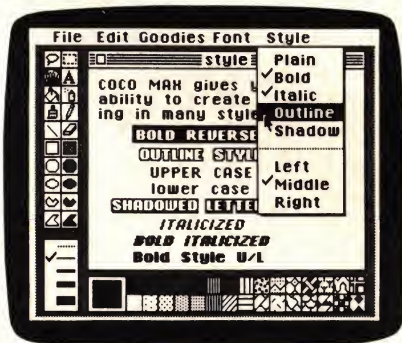 File Edit Goodies Font Style
style
Plain
Bold
Italic
Outline
Shadow
Left
Middle
Right
COCO MAX gives
ability to create
ing in many style
BOLD REVERSE
OUTLINE STYL
UPPER CASE
lower case
SHADOWED LETTE
ITALICIZED
BOLD ITALICIZED
Bold Style U/L
A